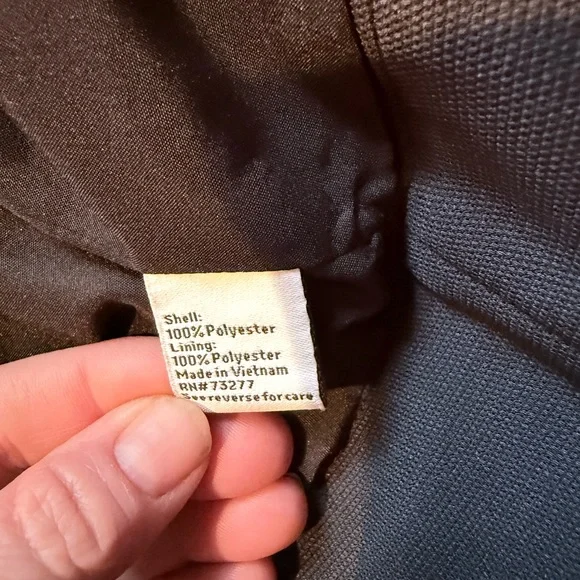 Shell:
100% Polyester
Lining:
100% Polyester
Made in Vietnam
RN#73277
See reverse for care